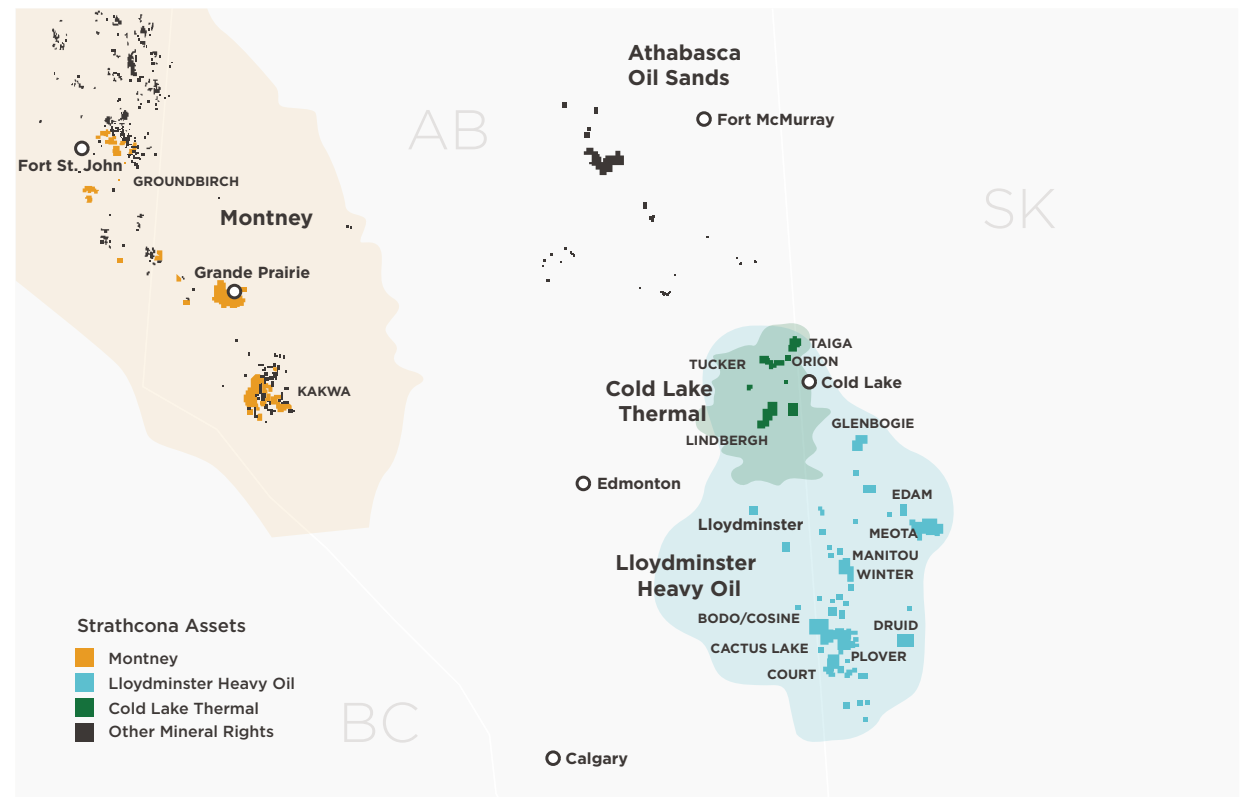 Athabasca
Oil Sands
AB
Fort McMurray
Fort St. John
GROUNDBIRCH
SK
Montney
Grande Prairie
TAIGA
TUCKER
ORION
Cold Lake
KAKWA
Cold Lake
Thermal
GLENBOGIE
LINDBERGH
Edmonton
EDAM
Lloydminster
MEOTA
MANITOU
Lloydminster
Heavy Oil
WINTER
BODO/COSINE
DRUID
CACTUS LAKE
PLOVER
COURT
Strathcona Assets
Montney
Lloydminster Heavy Oil
Cold Lake Thermal
Other Mineral Rights
BC
Calgary